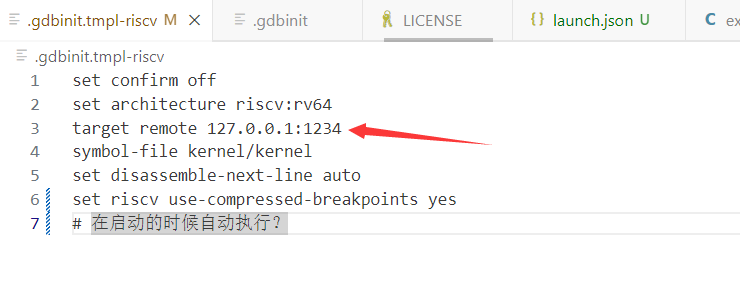 .gdbinit.tmpl-riscv M
.gdbinit
LICENSE
{} launch.json U
C ex
.gdbinit.tmpl-riscv
1 set confirm off
2 set architecture riscv:rv64
3 target remote 127.0.0.1:1234
4 symbol-file kernel/kernel
5 set disassemble-next-line auto
6 set riscv use-compressed-breakpoints yes
7 # 在启动的时候自动执行？